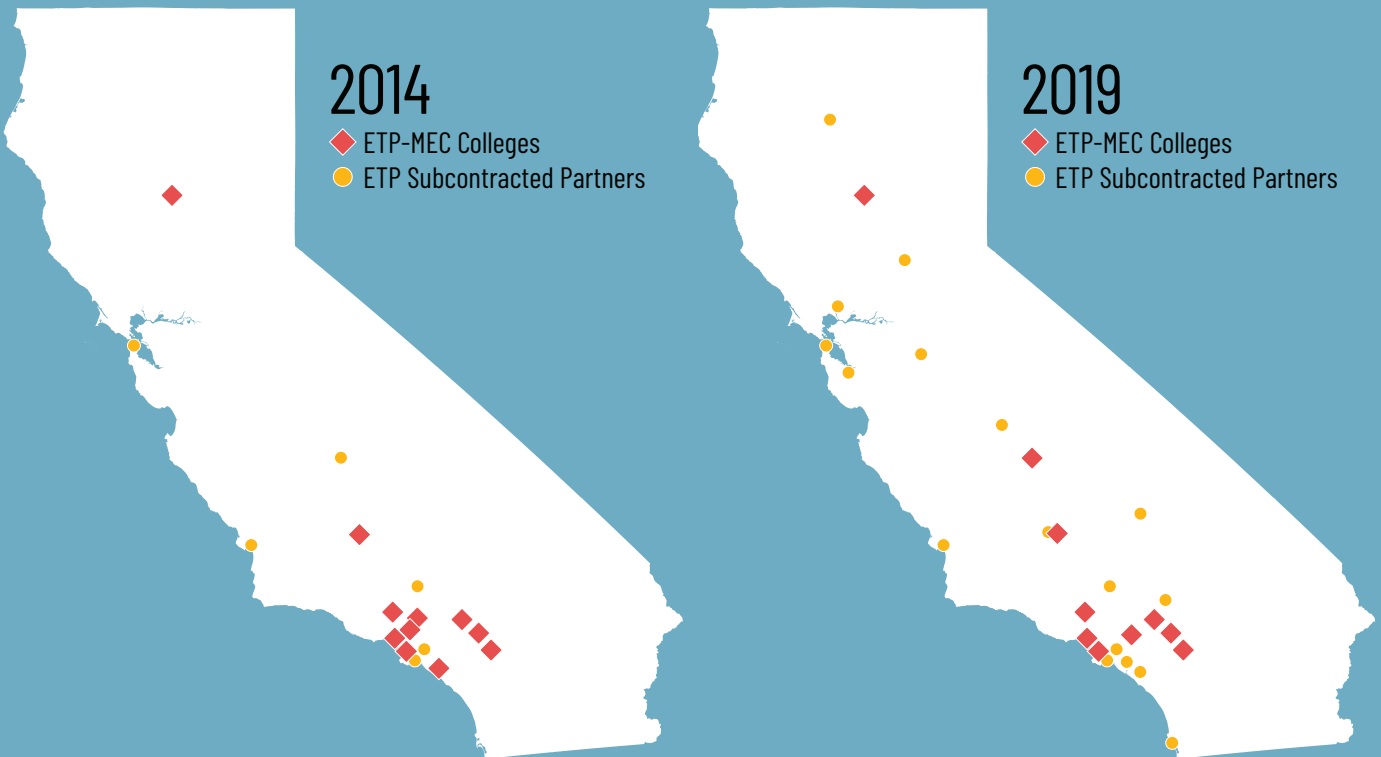 2014
ETP-MEC Colleges
ETP Subcontracted Partners
2019
ETP-MEC Colleges
ETP Subcontracted Partners